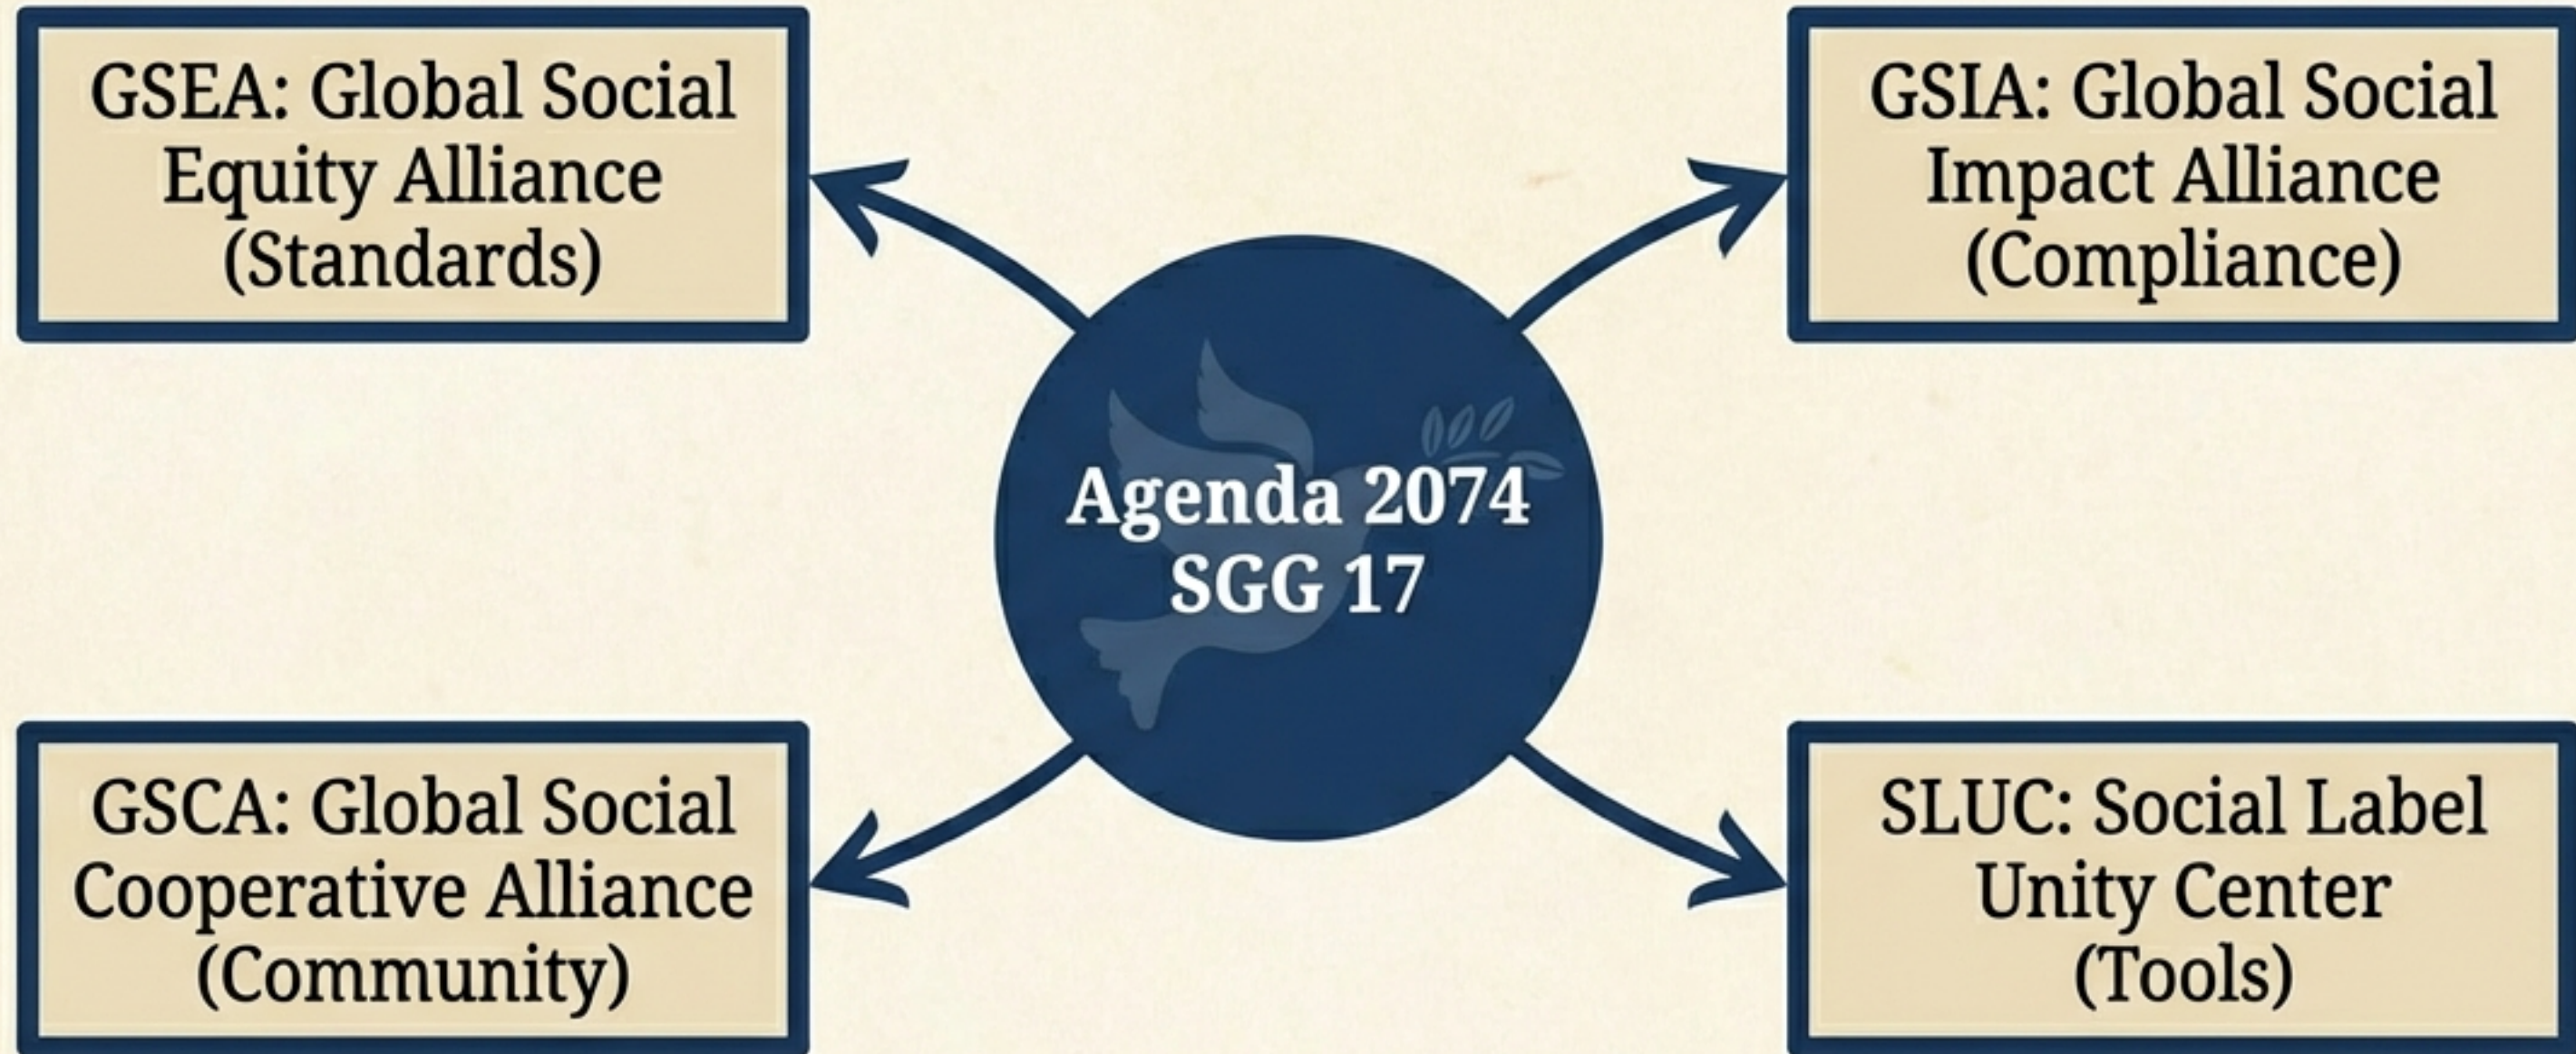 GSEA: Global Social
Equity Alliance
(Standards)
GSIA: Global Social
Impact Alliance
(Compliance)
Agenda 2074
SGG 17
GSCA: Global Social
Cooperative Alliance
(Community)
SLUC: Social Label
Unity Center
(Tools)